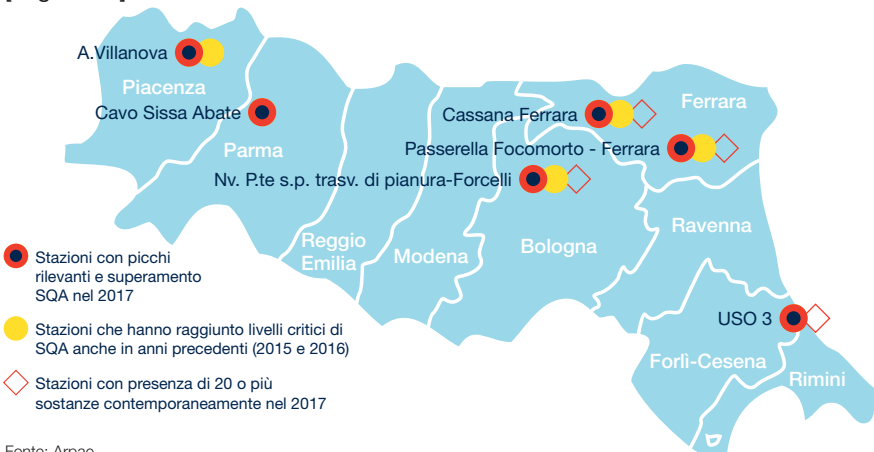 A.Villanova
Piacenza
Cavo Sissa Abate
Parma
Cassana Ferrara
Ferrara
Passerella Focomorto - Ferrara
Nv. P.te s.p. trasv. di pianura-Forcelli
Reggio
Emilia
Modena
Bologna
Ravenna
Stazioni con picchi
rilevanti e superamento
SQA nel 2017
Stazioni che hanno raggiunto livelli critici di
SQA anche in anni precedenti (2015 e 2016)
Stazioni con presenza di 20 o più
sostanze contemporaneamente nel 2017
USO 3
Forlì-Cesena
Rimini
Fonte: Arpae